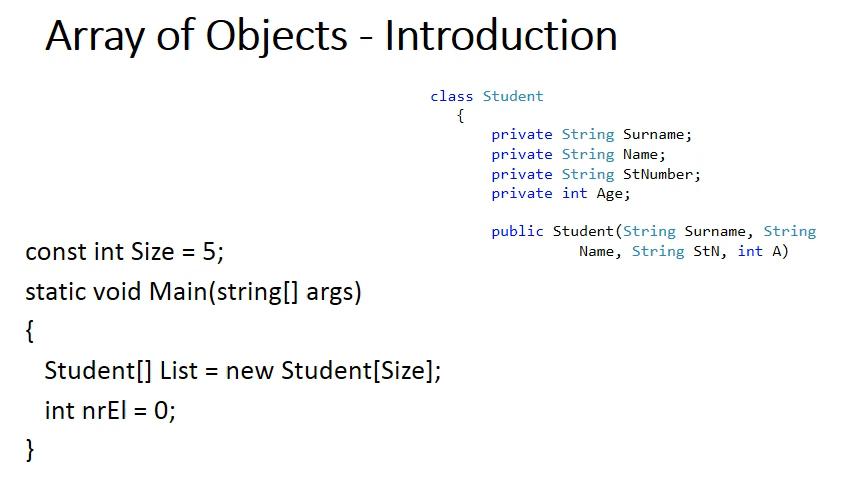 Array of Objects - Introduction
class Student
{
private String Surname;
private String Name;
private String StNumber;
private int Age;
public Student(String Surname, String
Name, String StN, int A)
const int Size = 5;
static void Main(string[] args)
{
Student[] List = new Student[Size];
int nrEl = 0;
}